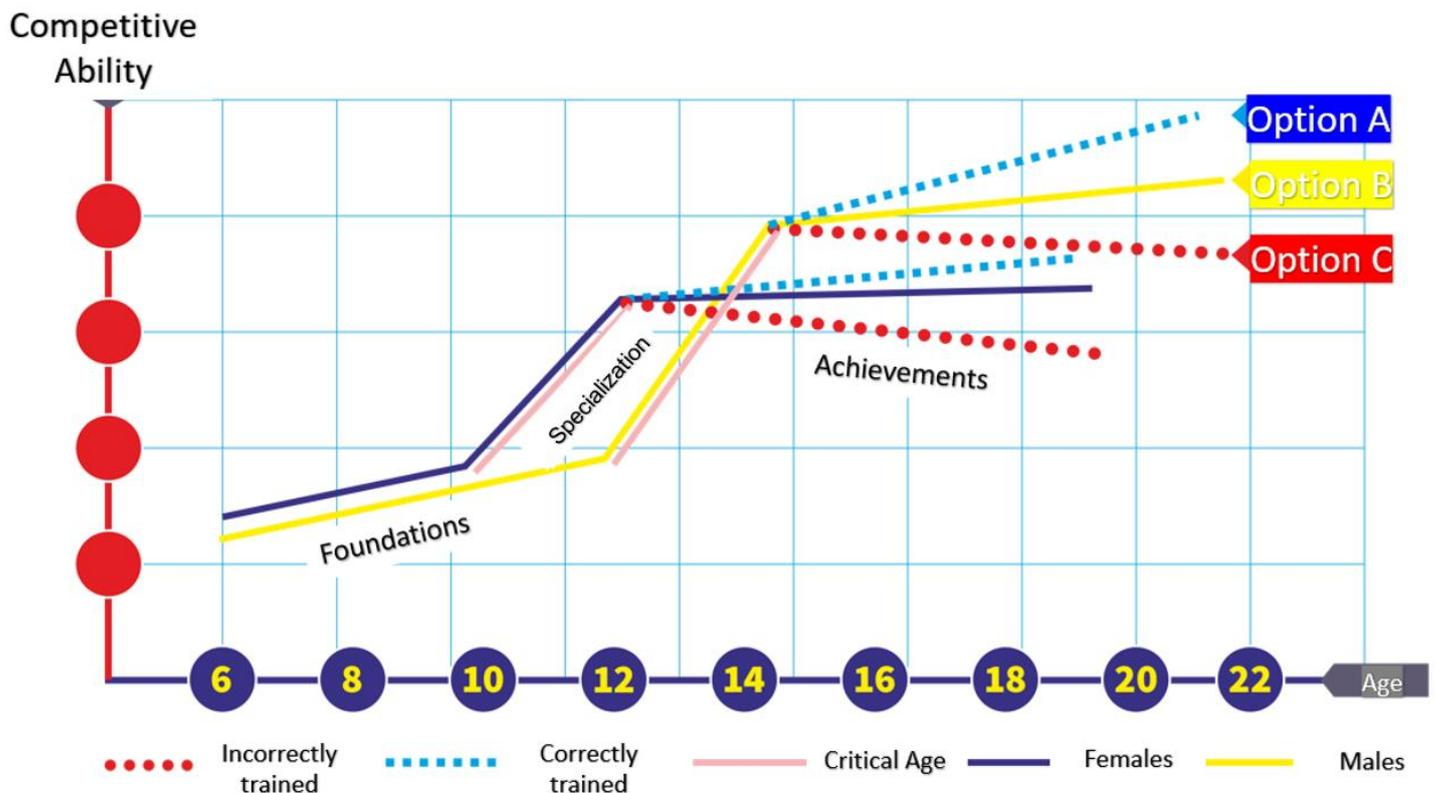 Competitive
Ability
Option A
Option B
Option C
Specialization
Achievements
Foundations
6 8 10 12 14 16 18 20 22 Age
Incorrectly
trained
Correctly
trained
Critical Age
Females
Males